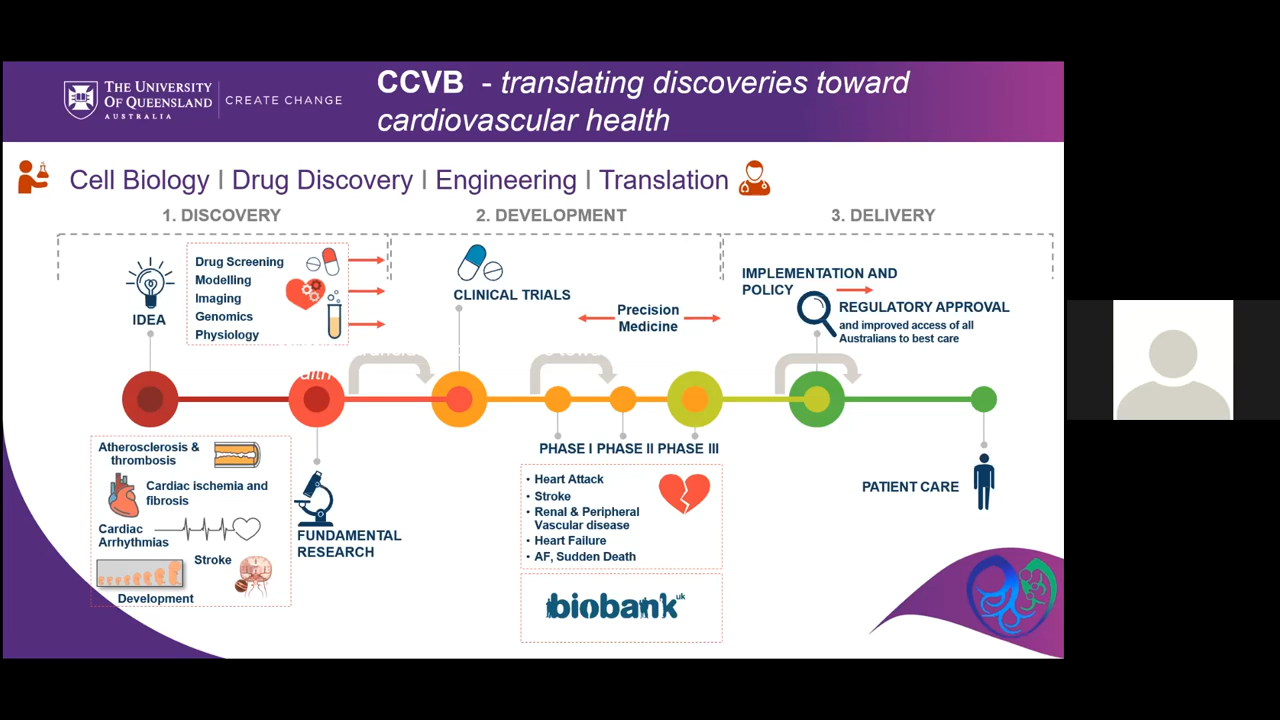 THE UNIVERSITY
OF QUEENSLAND
AUSTRALIA
CREATE CHANGE
CCVB - translating discoveries toward
cardiovascular health
Cell Biology | Drug Discovery | Engineering | Translation
1. DISCOVERY
2. DEVELOPMENT
3. DELIVERY
IDEA
Drug Screening
Modelling
Imaging
Genomics
Physiology
CLINICAL TRIALS
Precision
Medicine
IMPLEMENTATION AND
POLICY
REGULATORY APPROVAL
and improved access of all
Australians to best care
Atherosclerosis &
thrombosis
Cardiac ischemia and
fibrosis
Cardiac
Arrhythmias
Stroke
Development
FUNDAMENTAL
RESEARCH
PHASE I PHASE II PHASE III
• Heart Attack
• Stroke
• Renal & Peripheral
Vascular disease
• Heart Failure
• AF, Sudden Death
biobank uk
PATIENT CARE